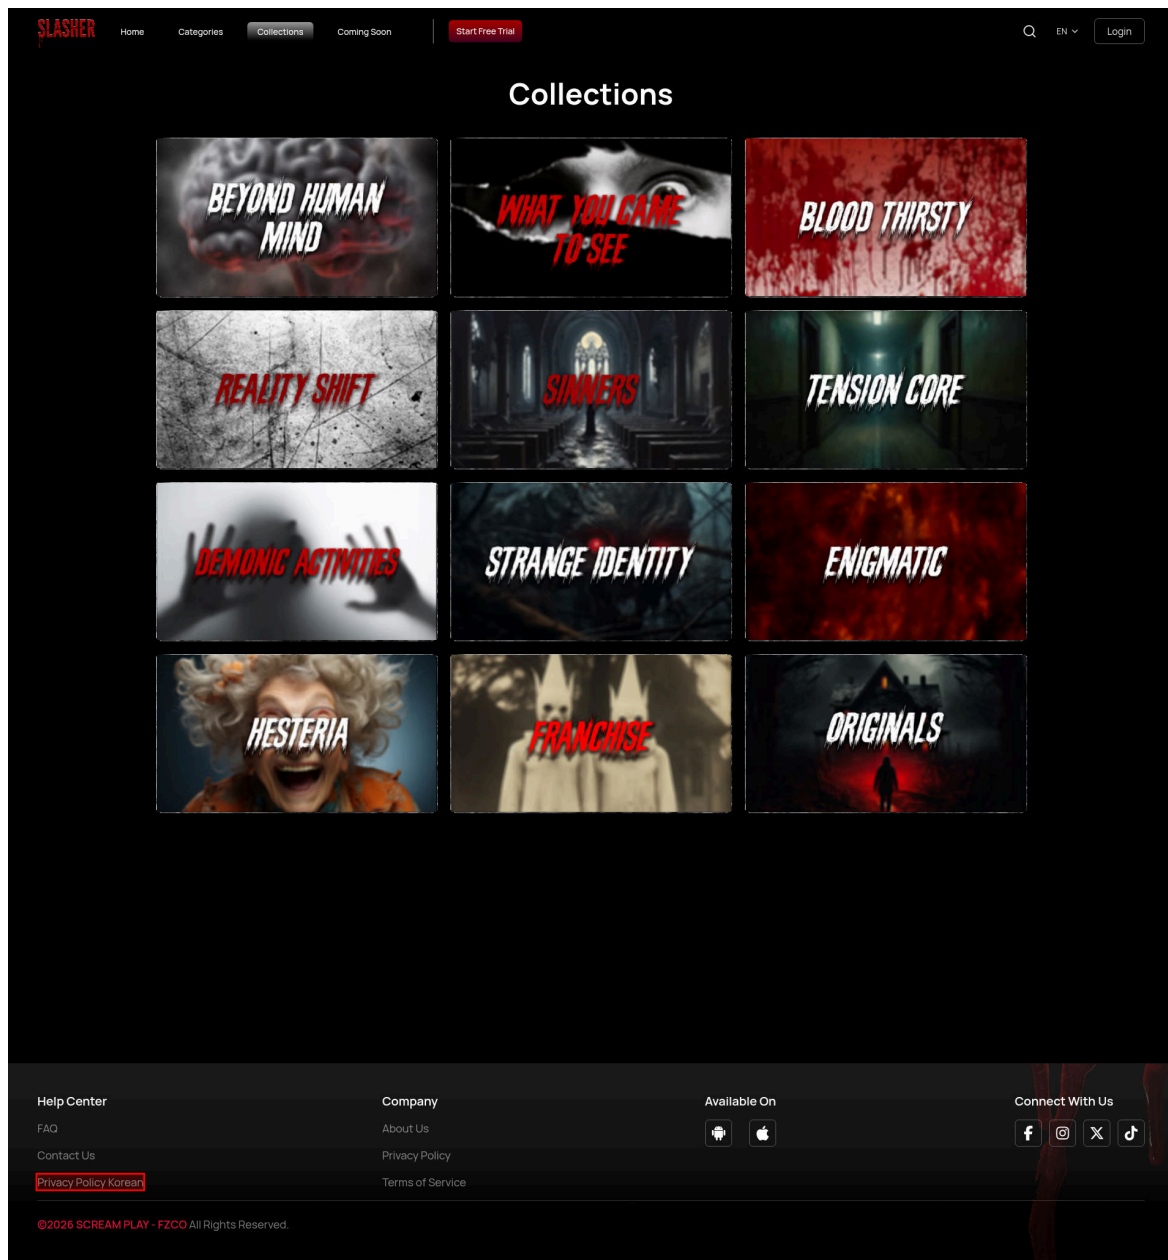 SLASHER
Home
Categories
Collections
Coming Soon
Start Free Trial
EN
Login
Collections
BEYOND HUMAN
MIND
WHAT YOU CAME
TO SEE
BLOOD THIRSTY
REALITY SHIFT
SINNERS
TENSION CORE
DEMONIC ACTIVITIES
STRANGE IDENTITY
ENIGMATIC
HESTERIA
FRANCHISE
ORIGINALS
Help Center
FAQ
Contact Us
Privacy Policy Korean
Company
About Us
Privacy Policy
Terms of Service
Available On
Connect With Us
©2026 SCREAM PLAY - FZCO All Rights Reserved.